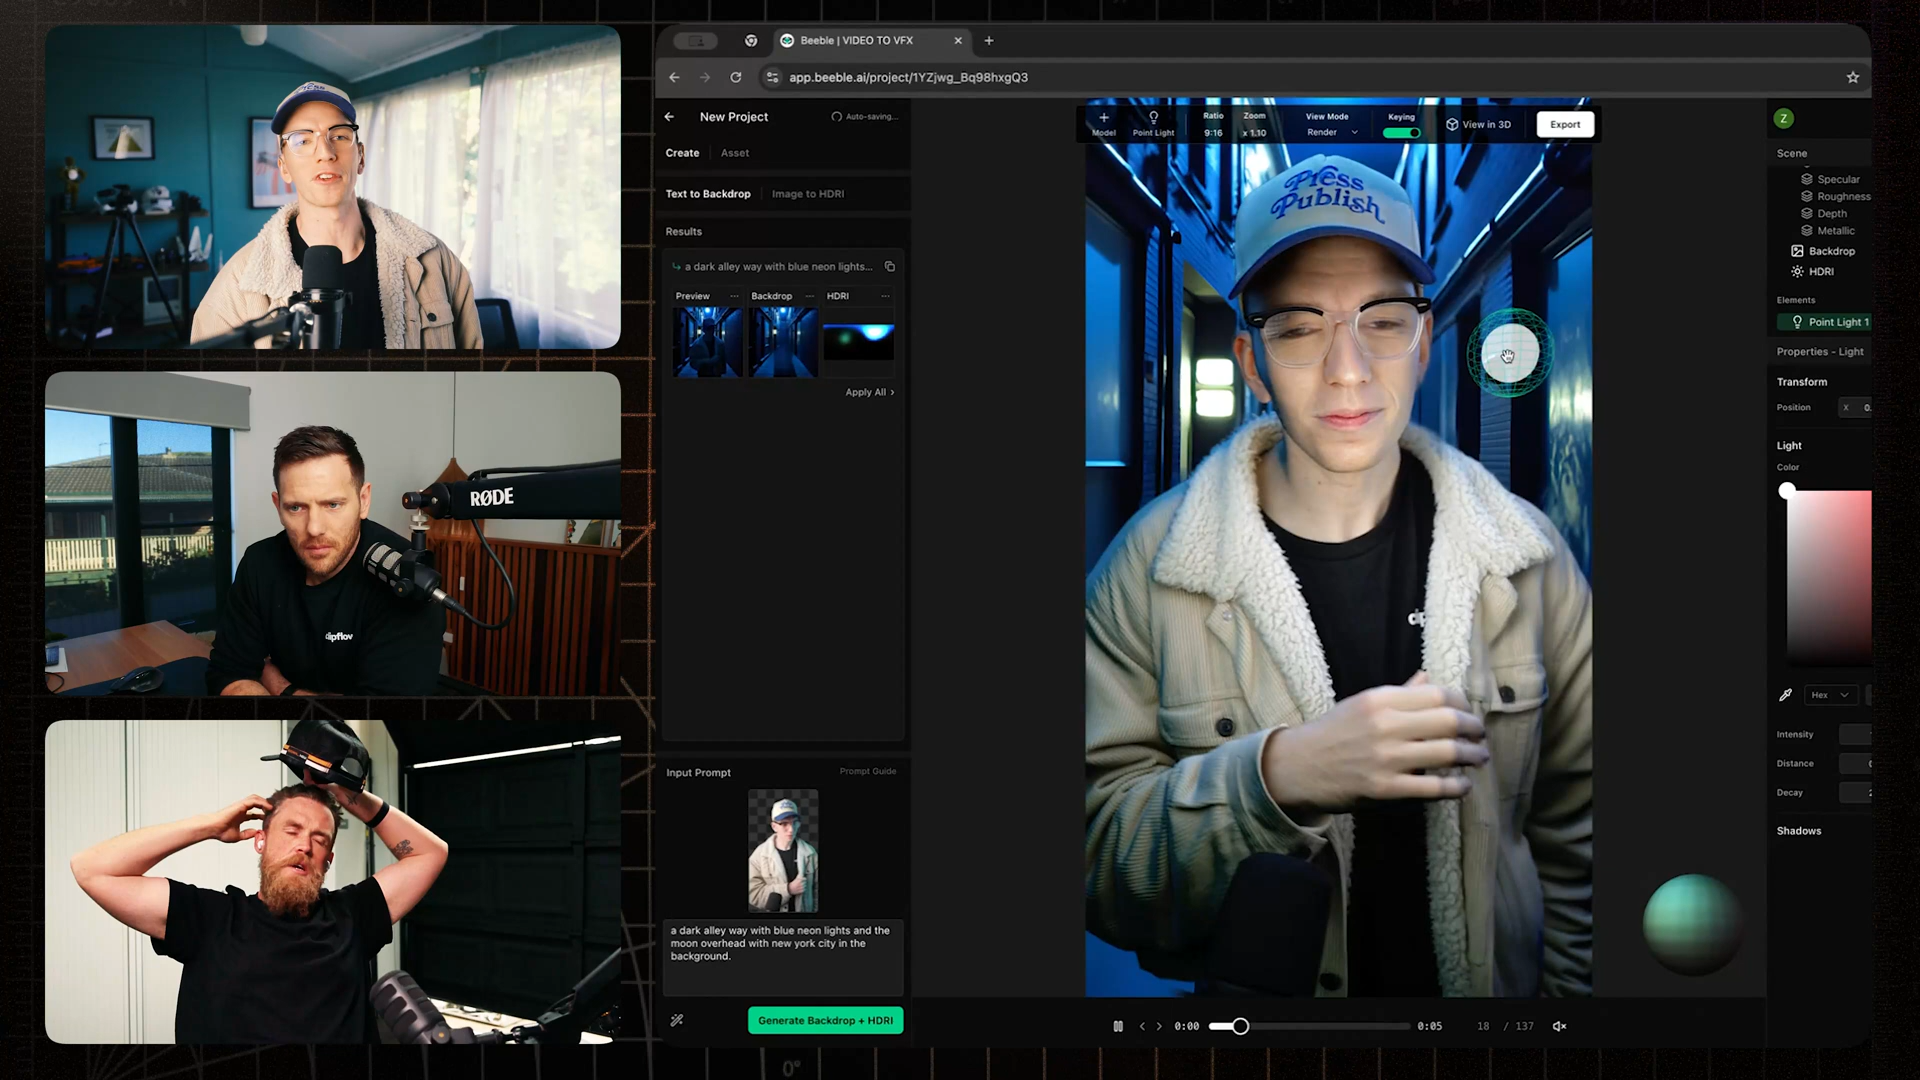 RØDE
clipflow
Beeble | VIDEO TO VFX
app.beeble.ai/project/1YZjwg_Bq98hxgQ3
New Project
Auto-saving...
Create
Asset
Text to Backdrop
Image to HDRI
Results
a dark alley way with blue neon lights...
Preview
Backdrop
HDRI
Apply All
Input Prompt
Prompt Guide
a dark alley way with blue neon lights and the
moon overhead with new york city in the
background.
Generate Backdrop + HDRI
Model
Point Light
Ratio
9:16
Zoom
x 1.10
View Mode
Render
Keying
View in 3D
Export
Press
Publish
0:00
0:05
18 / 137
Z
Scene
Specular
Roughness
Depth
Metallic
Backdrop
HDRI
Elements
Point Light 1
Properties - Light
Transform
Position
X
0.
Light
Color
Hex
Intensity
Distance
Decay
2
Shadows
0°